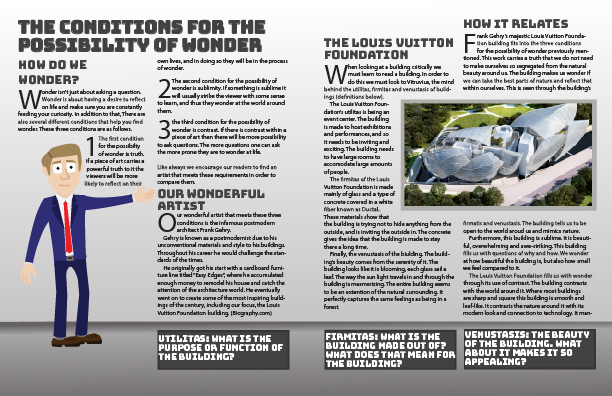 THE CONDITIONS FOR THE
POSSIBILITY OF WONDER
HOW DO WE
WONDER?
Wonder isn't just about asking a question.
Wonder is about having a desire to reflect
on life and make sure you are constantly
feeding your curiosity. In addition to that, There are
also several different conditions that help you find
wonder. These three conditions are as follows.
1 The first condition
for the possibility
of wonder is truth.
If a piece of art carries a
powerful truth to it the
viewers will be more
likely to reflect on their
own lives, and in doing so they will be in the process
of wonder.
2 The second condition for the possibility of
wonder is sublimity. If something is sublime it
will usually strike the viewer with some sense
to learn, and thus they wonder at the world around
them.
3 the third condition for the possibility of
wonder is contrast. If there is contrast within a
piece of art then there will be more possibility
to ask questions. The more questions one can ask
the more prone they are to wonder at life.
Like always we encourage our readers to find an
artist that meets these requirements in order to
compare them.
OUR WONDERFUL
ARTIST
Our wonderful artist that meets these three
conditions is the infamous postmodern
architect Frank Gehry.
Gehry is known as a postmodernist due to his
unconventional materials and style to his buildings.
Throughout his career he would challenge the stan-
dards of the times.
He originally got his start with a cardboard furni-
ture line titled "Easy Edges", where he accumulated
enough money to remodel his house and catch the
attention of the architecture world. He eventually
went on to create some of the most inspiring build-
ings of the century, including our focus, the Louis
Vuitton Foundation building. (Biography.com)
UTILITAS: WHAT IS THE
PURPOSE OR FUNCTION OF
THE BUILDING?
THE LOUIS VUITTON
FOUNDATION
When looking at a building critically we
must learn to read a building. In order to
do this we must look to Vitruvius, the mind
behind the utilitas, firmitas and venustas of build-
ings (definitions below).
The Louis Vuitton Foun-
dation's utilitas is being an
event center. The building
is made to host exhibitions
and performances, and so
it needs to be inviting and
exciting. The building needs
to have large rooms to
accomodate large amounts
of people.
The firmitas of the Louis
Vuitton Foundation is made
mainly of glass and a type of
concrete covered in a white
fiber known as Ductal.
These materials show that
the building is trying not to hide anything from the
outside, and is inviting the outside in. The concrete
gives the idea that the building is made to stay
there a long time.
Finally, the venustas of the building. The build-
ing's beauty comes from the serenity of it. The
building looks like it is blooming, each glass sail a
leaf. The way the sun light travels in and through the
building is mesmerizing. The entire building seems
to be an extention of the natural surrounding. It
perfectly captures the same feelings as being in a
forest.
FIRMITAS: WHAT IS THE
BUILDING MADE OUT OF?
WHAT DOES THAT MEAN FOR
THE BUILDING?
HOW IT RELATES
Frank Gehry's majestic Louis Vuitton Founda-
tion building fits into the three conditions
for the possibility of wonder previously men-
tioned. This work carries a truth that we do not need
to make ourselves so segregated from the natural
beauty around us. The building makes us wonder if
we can take the best parts of nature and reflect that
within ourselves. This is seen through the building's
firmatis and venustasis. The building tells us to be
open to the world aroud us and mimics nature.
Furthermore, this building is sublime. It is beauti-
ful, overwhelming and awe-striking. This building
fills us with questions of why and how. We wonder
at how beautiful the building is, but also how small
we feel compared to it.
The Louis Vuitton Foundation fills us with wonder
through its use of contrast. The building contrasts
with the world around it. Where most buildings
are sharp and square this building is smooth and
leaf-like. It contrasts the nature around it with its
modern look and connection to technology. It man-
VENUSTASIS: THE BEAUTY
OF THE BUILDING. WHAT
ABOUT IT MAKES IT SO
APPEALING?